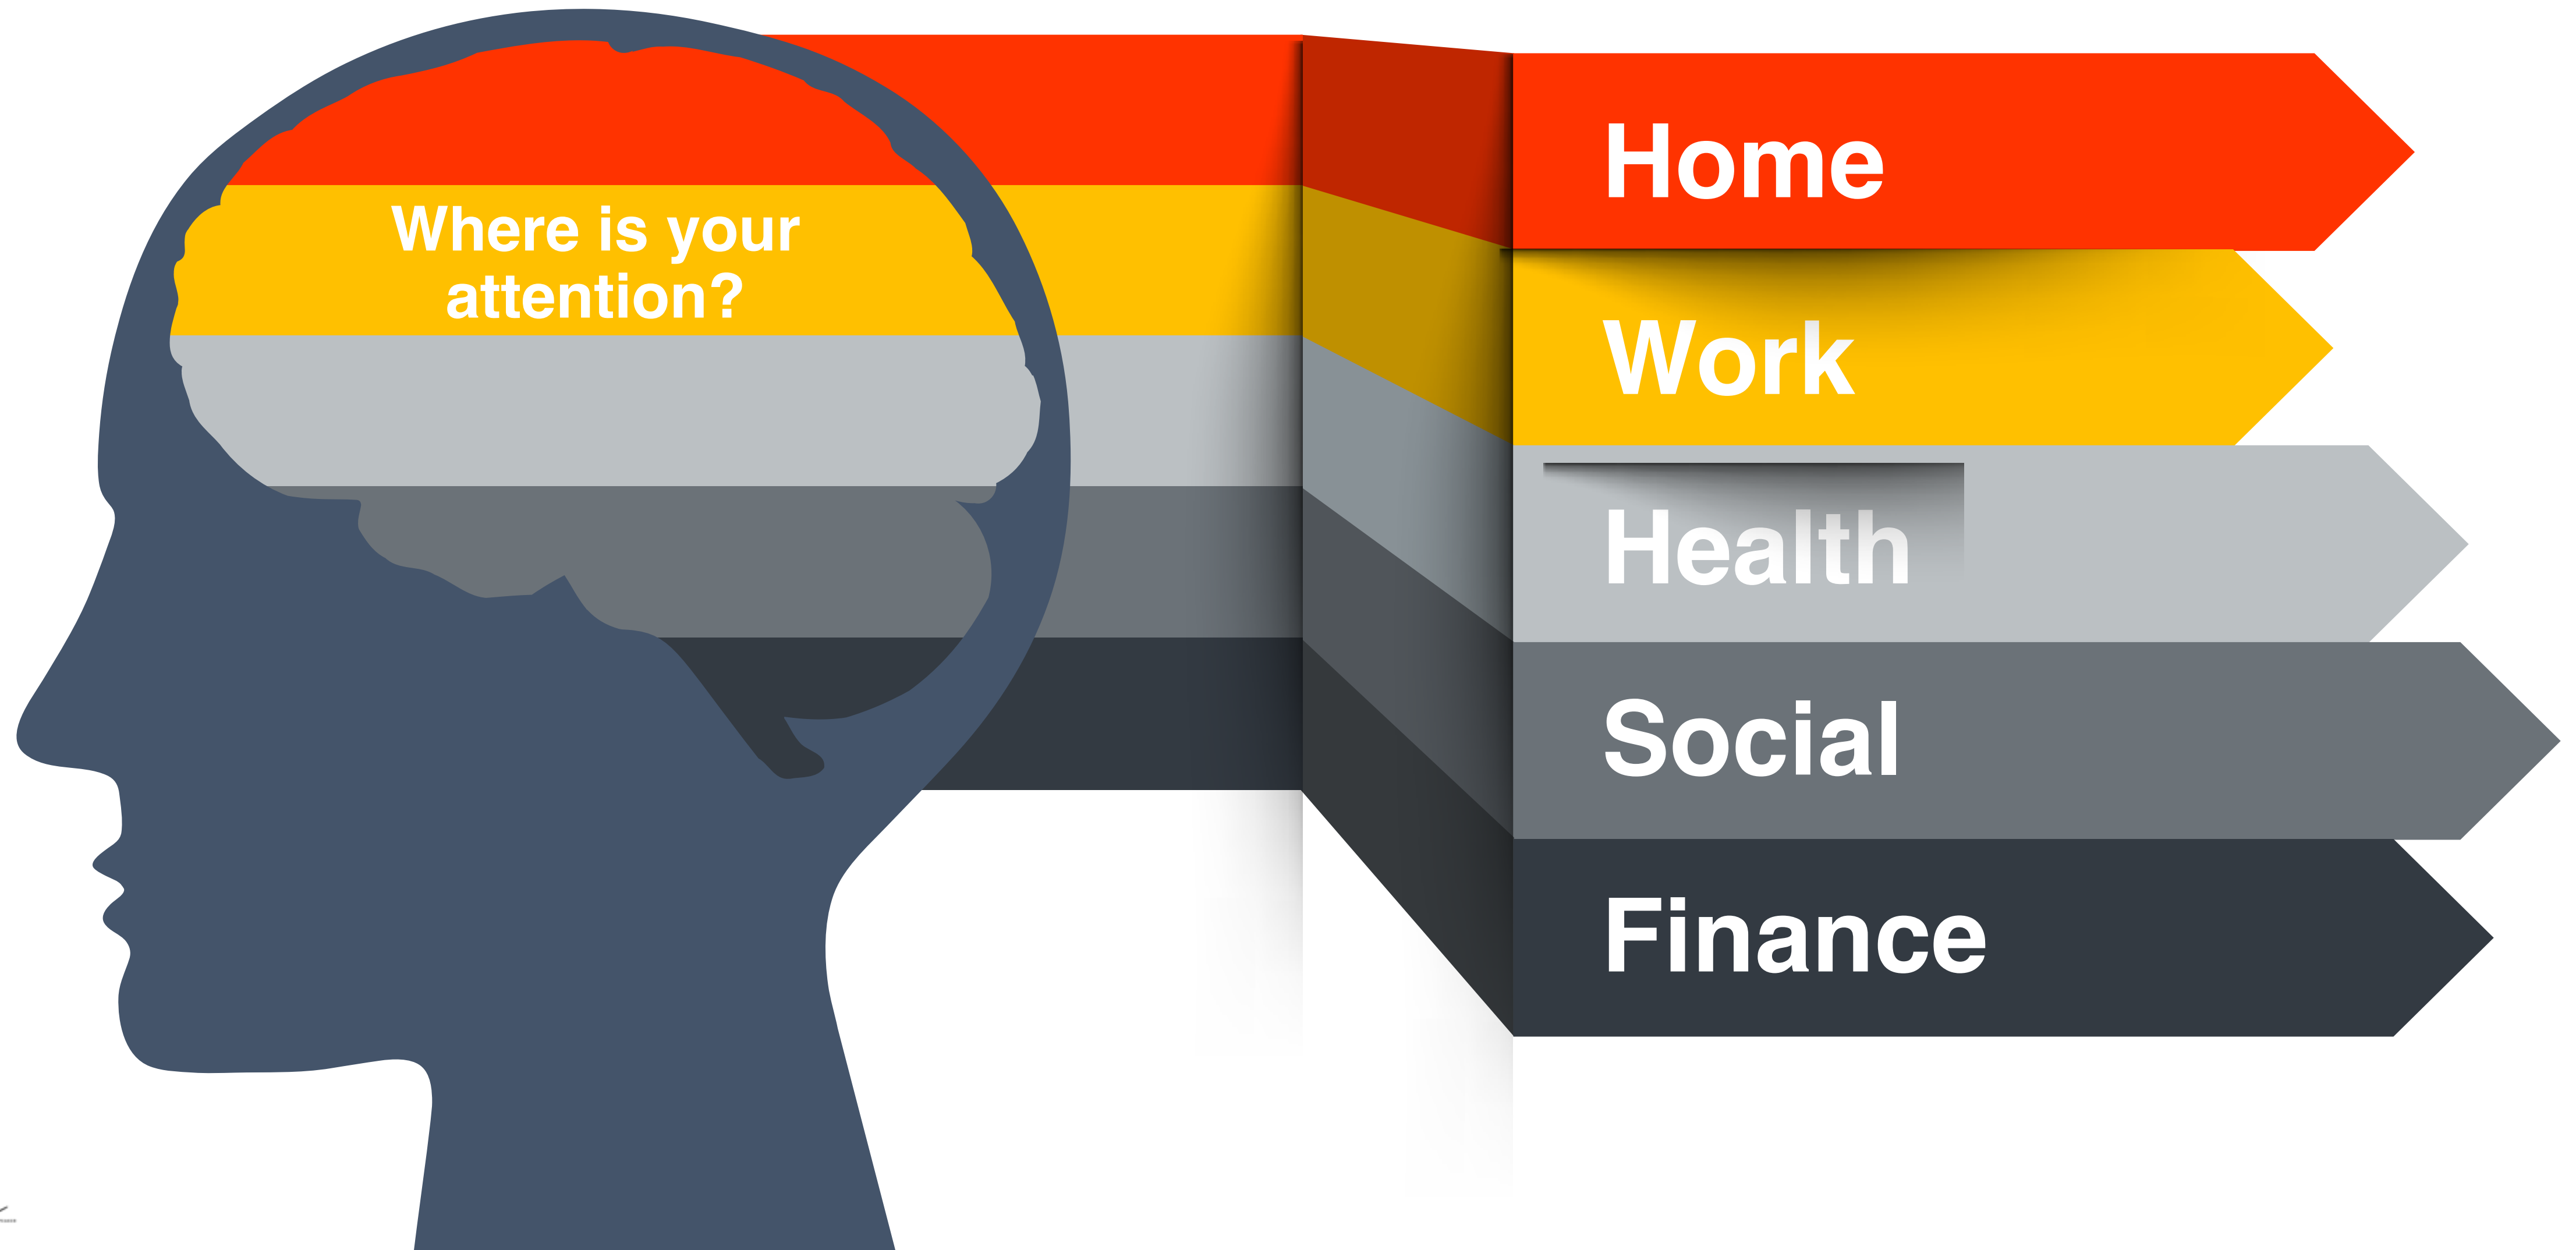 Where is your
attention?
Home
Work
Health
Social
Finance